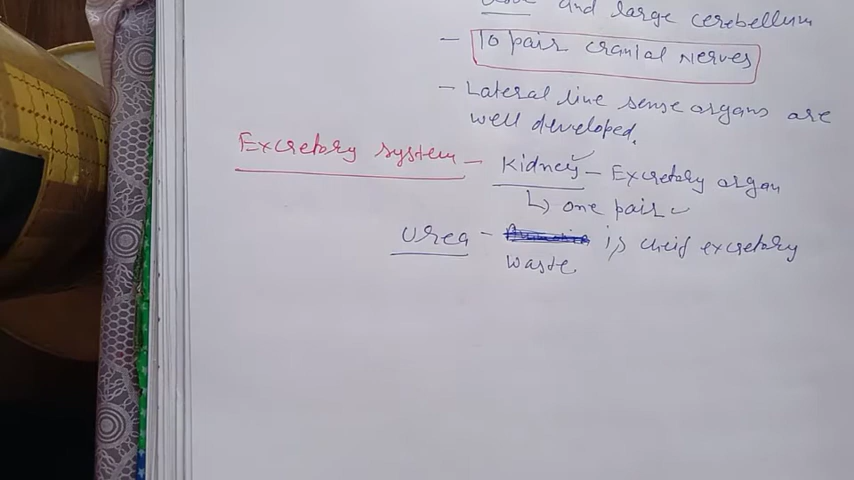 and large cerebellum
- 10 pair cranial Nerves
- Lateral line sense organs are
well developed.
Excretory system - Kidney - Excretory organ
↳ one pair
Urea - is cheif excretory
waste.